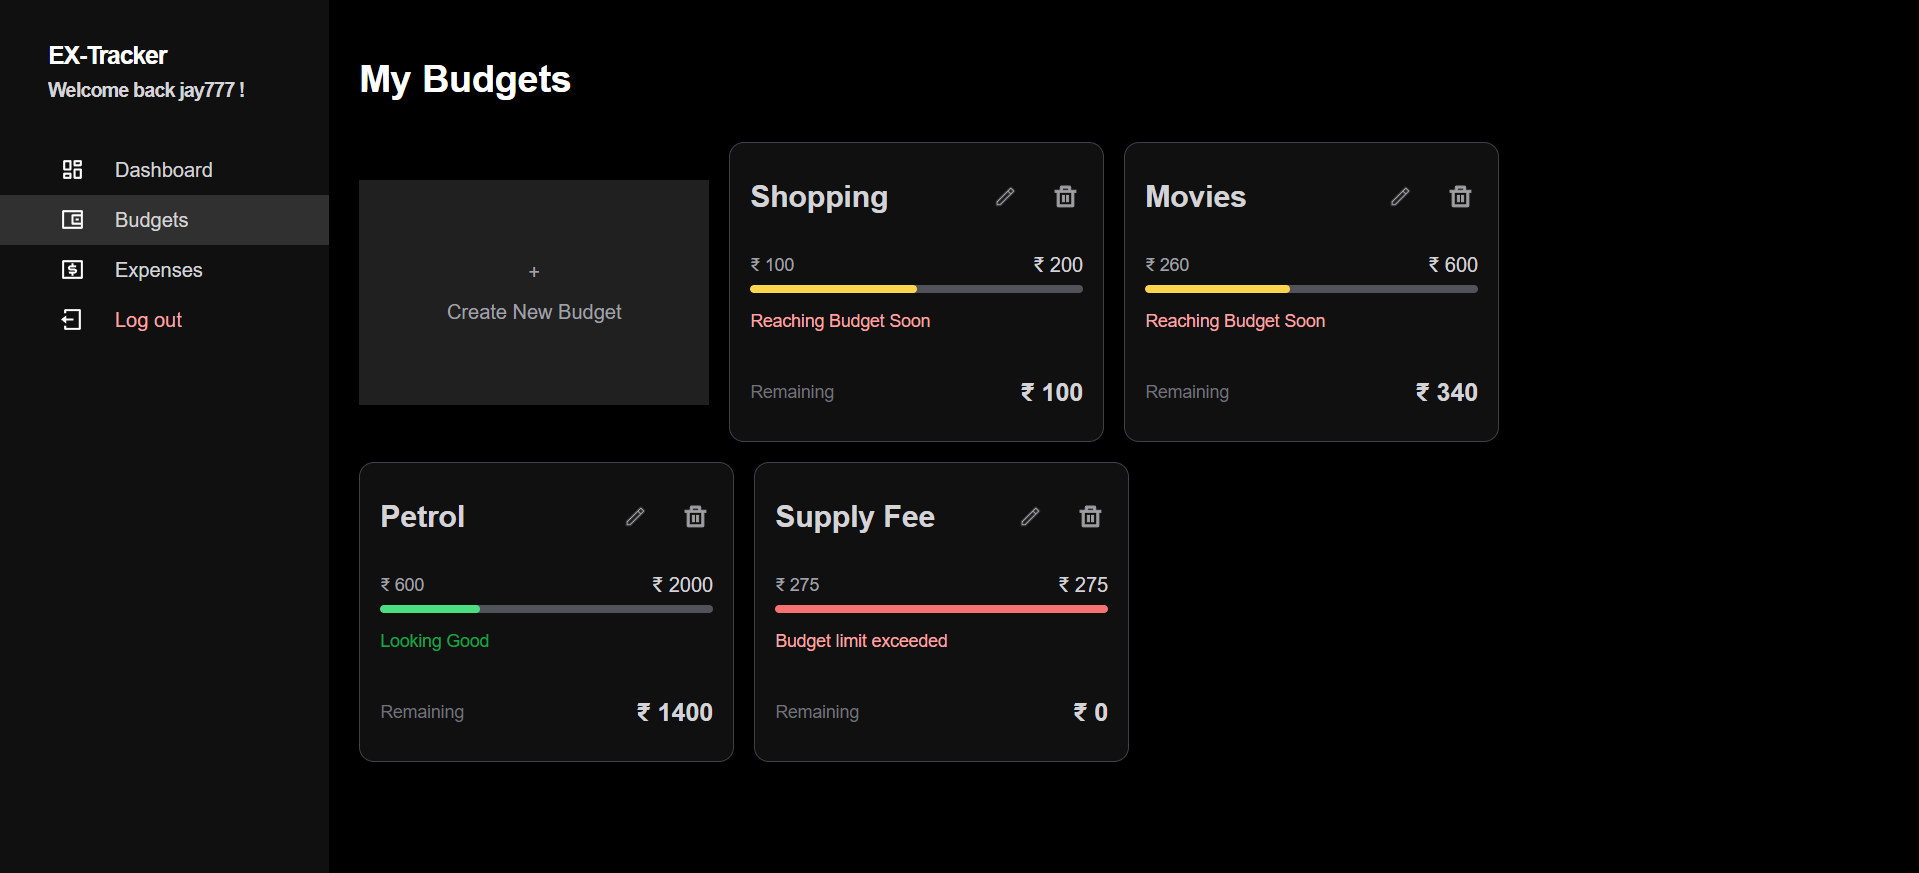 EX-Tracker
Welcome back jay777 !
Dashboard
Budgets
Expenses
Log out
My Budgets
+
Create New Budget
Shopping
₹ 100
₹ 200
Reaching Budget Soon
Remaining
₹ 100
Movies
₹ 260
₹ 600
Reaching Budget Soon
Remaining
₹ 340
Petrol
₹ 600
₹ 2000
Looking Good
Remaining
₹ 1400
Supply Fee
₹ 275
₹ 275
Budget limit exceeded
Remaining
₹ 0